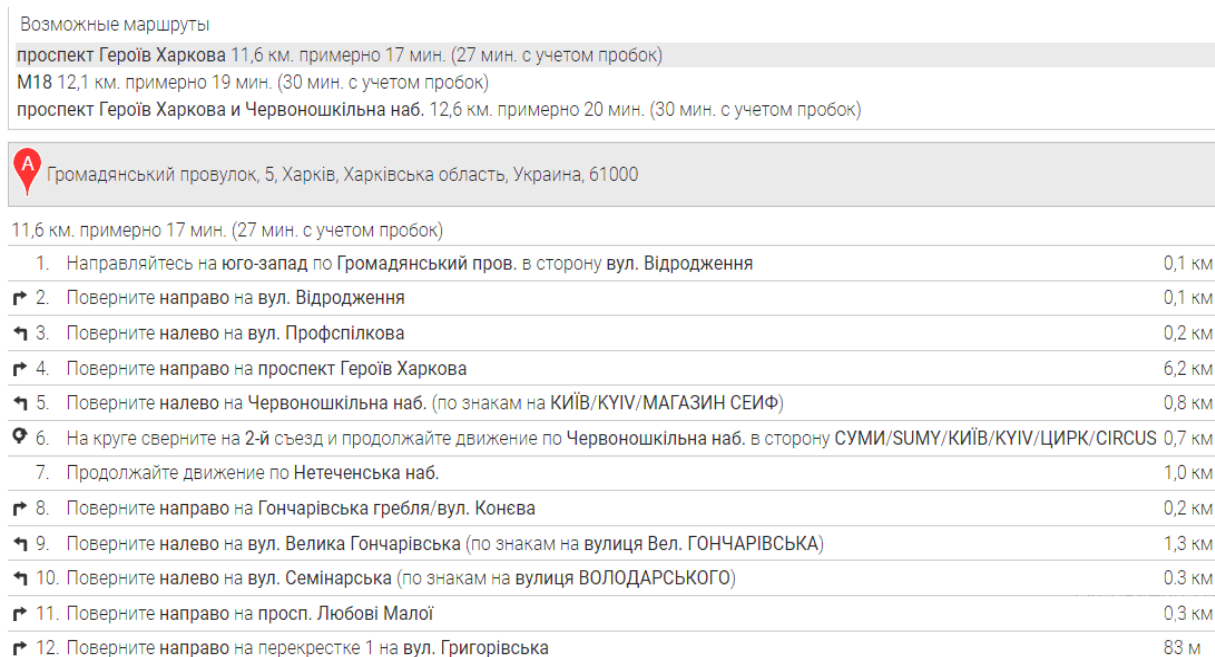 Возможные маршруты
проспект Героїв Харкова 11,6 км. примерно 17 мин. (27 мин. с учетом пробок)
М18 12,1 км. примерно 19 мин. (30 мин. с учетом пробок)
проспект Героїв Харкова и Червоношкільна наб. 12,6 км. примерно 20 мин. (30 мин. с учетом пробок)
A Громадянський провулок, 5, Харків, Харківська область, Украина, 61000
11,6 км. примерно 17 мин. (27 мин. с учетом пробок)
1. Направляйтесь на юго-запад по Громадянський пров. в сторону вул. Відродження 0,1 км
2. Поверните направо на вул. Відродження 0,1 км
3. Поверните налево на вул. Профспілкова 0,2 км
4. Поверните направо на проспект Героїв Харкова 6,2 км
5. Поверните налево на Червоношкільна наб. (по знакам на КИЇВ/KYIV/МАГАЗИН СЕИФ) 0,8 км
6. На круге сверните на 2-й съезд и продолжайте движение по Червоношкільна наб. в сторону СУМИ/SUMY/КИЇВ/KYIV/ЦИРК/CIRCUS 0,7 км
7. Продолжайте движение по Нетеченська наб. 1,0 км
8. Поверните направо на Гончарівська гребля/вул. Конєва 0,2 км
9. Поверните налево на вул. Велика Гончарівська (по знакам на вулиця Вел. ГОНЧАРІВСЬКА) 1,3 км
10. Поверните налево на вул. Семінарська (по знакам на вулиця ВОЛОДАРСЬКОГО) 0.3 км
11. Поверните направо на просп. Любові Малої 0,3 км
12. Поверните направо на перекрестке 1 на вул. Григорівська 83 м